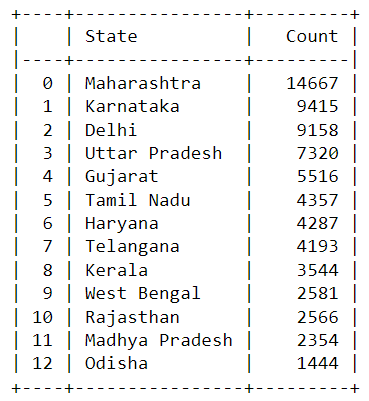 +----+----------------+---------+
|    | State          |   Count |
|----+----------------+---------|
|  0 | Maharashtra    |   14667 |
|  1 | Karnataka      |    9415 |
|  2 | Delhi          |    9158 |
|  3 | Uttar Pradesh  |    7320 |
|  4 | Gujarat        |    5516 |
|  5 | Tamil Nadu     |    4357 |
|  6 | Haryana        |    4287 |
|  7 | Telangana      |    4193 |
|  8 | Kerala         |    3544 |
|  9 | West Bengal    |    2581 |
| 10 | Rajasthan      |    2566 |
| 11 | Madhya Pradesh |    2354 |
| 12 | Odisha         |    1444 |
+----+----------------+---------+